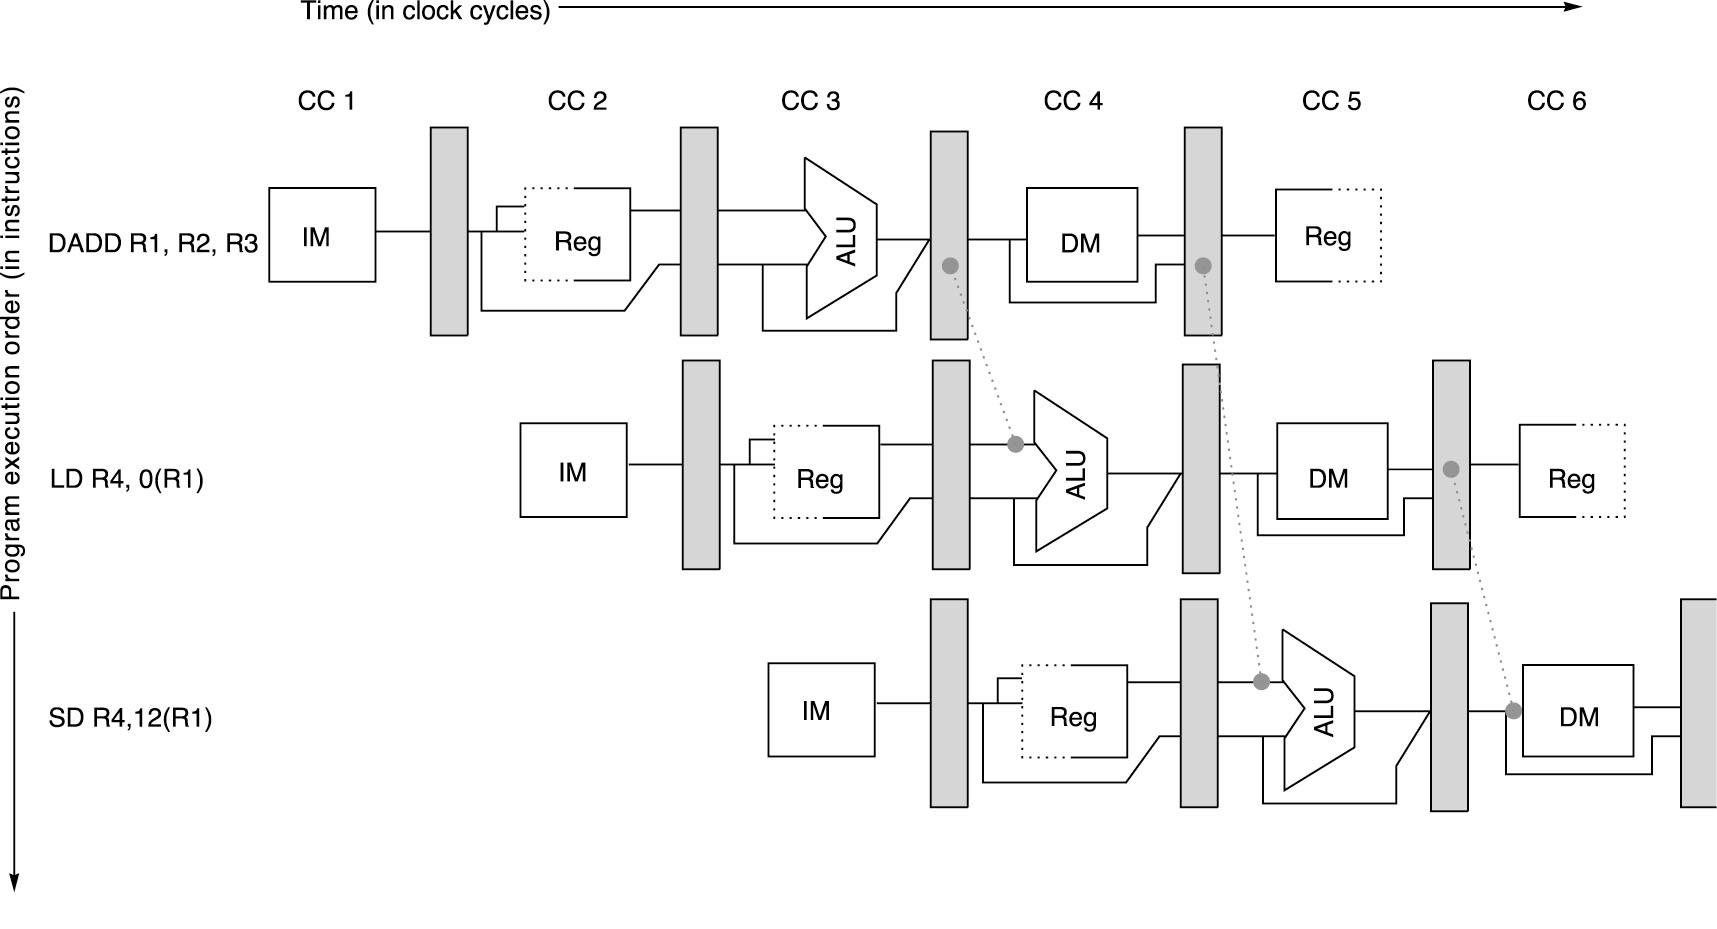 Time (in clock cycles)
Program execution order (in instructions)
CC 1 CC 2 CC 3 CC 4 CC 5 CC 6
DADD R1, R2, R3 IM Reg ALU DM Reg
LD R4, 0(R1) IM Reg ALU DM Reg
SD R4,12(R1) IM Reg ALU DM